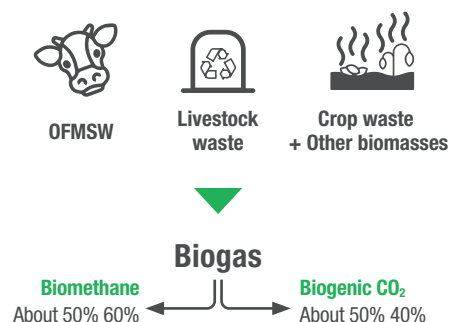 OFMSW
Livestock
waste
Crop waste
+ Other biomasses
Biogas
Biomethane
About 50% 60%
Biogenic CO₂
About 50% 40%